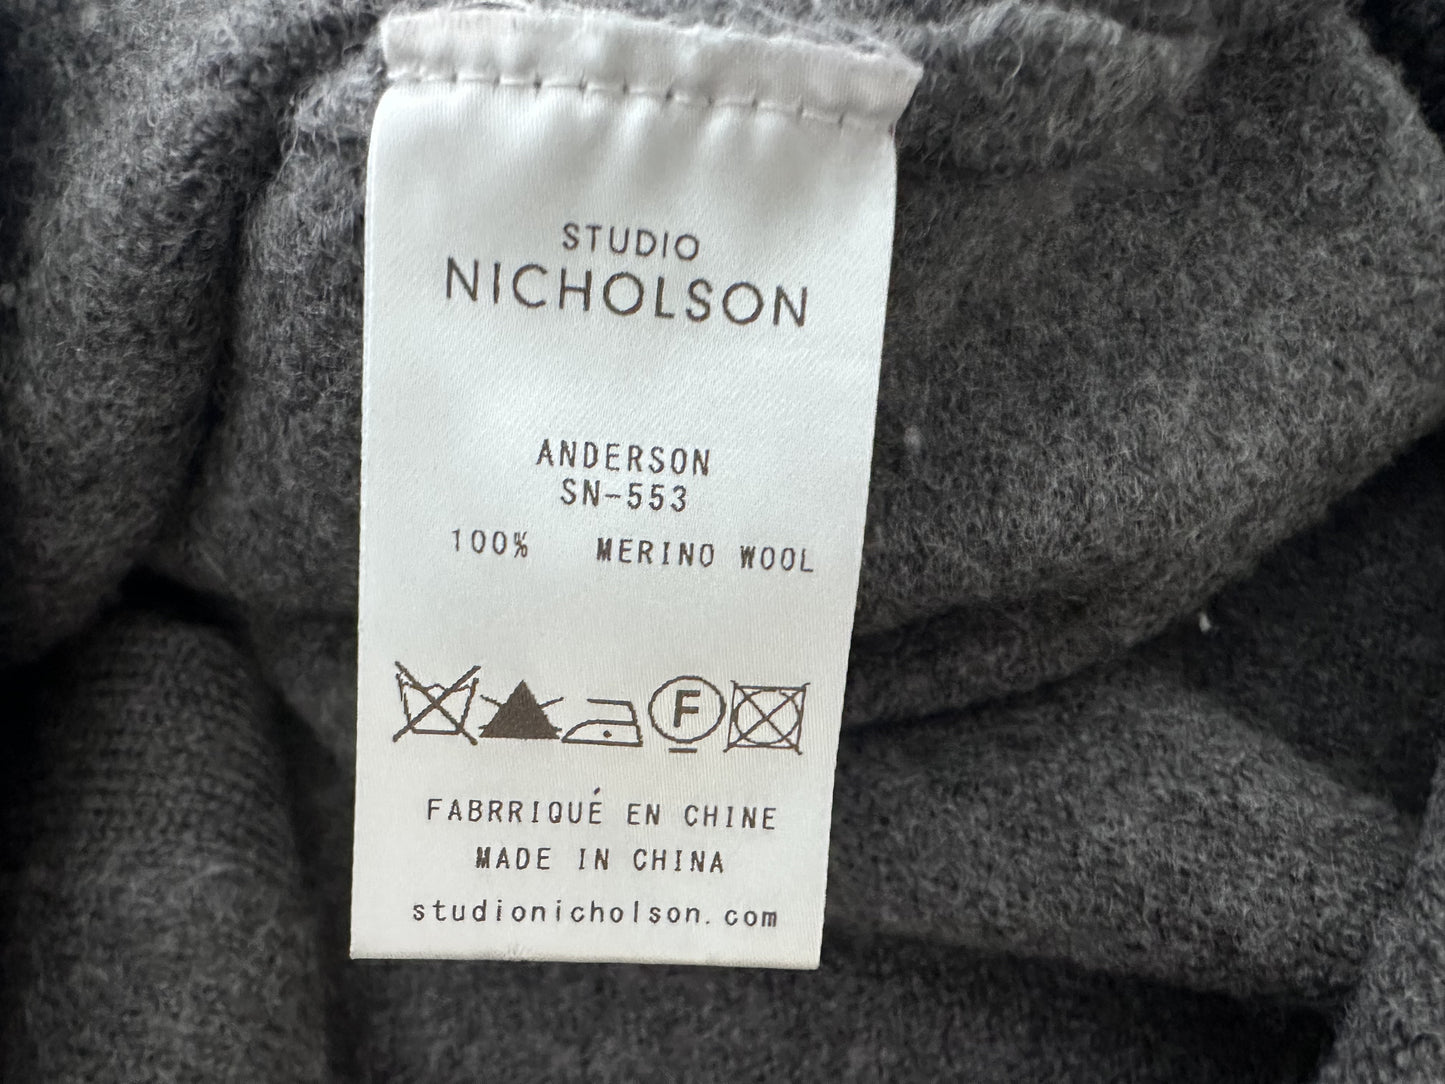 STUDIO
NICHOLSON
ANDERSON
SN-553
100% MERINO WOOL
F
FABRRIQUÉ EN CHINE
MADE IN CHINA
studionicholson.com